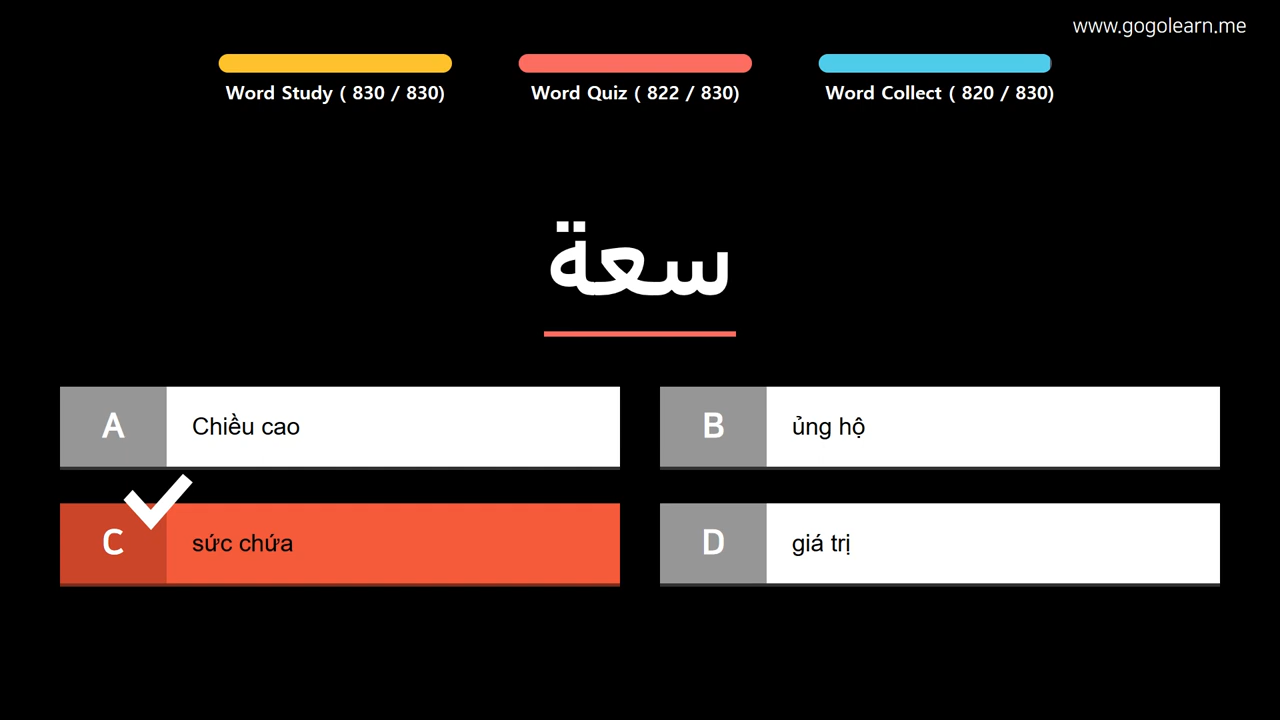 www.gogolearn.me
Word Study ( 830 / 830)
Word Quiz ( 822 / 830)
Word Collect ( 820 / 830)
سعة
A
Chiều cao
B
ủng hộ
C
sức chứa
D
giá trị